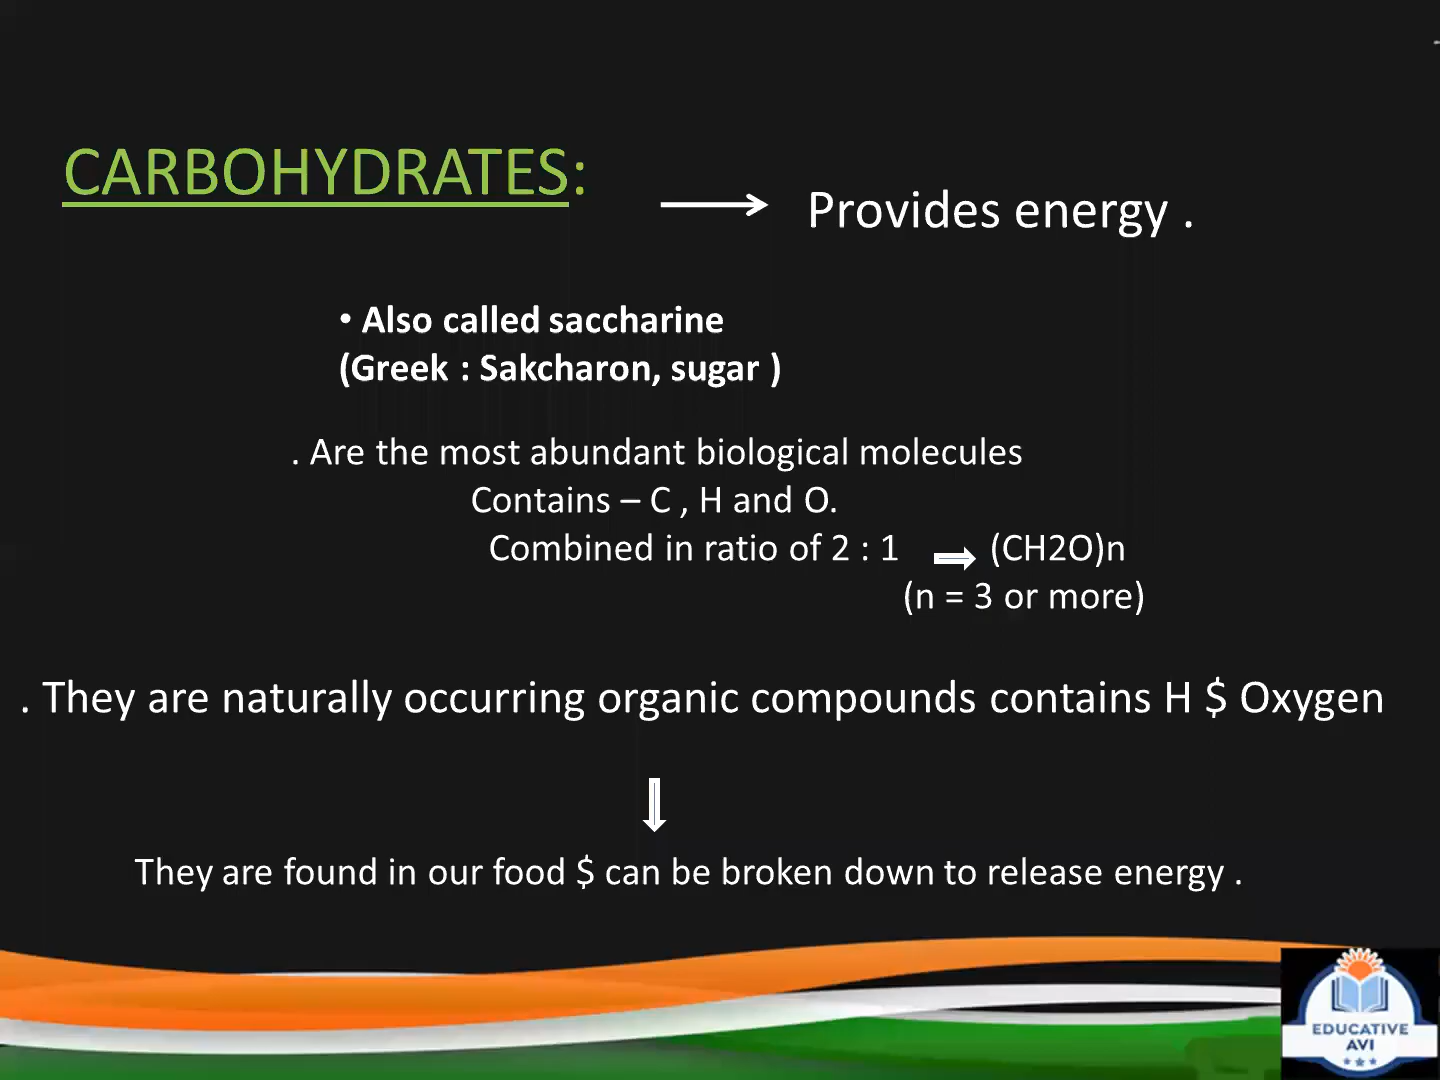 CARBOHYDRATES:
Provides energy .
• Also called saccharine
(Greek : Sakcharon, sugar )
. Are the most abundant biological molecules
Contains – C , H and O.
Combined in ratio of 2 : 1 (CH2O)n
(n = 3 or more)
. They are naturally occurring organic compounds contains H $ Oxygen
They are found in our food $ can be broken down to release energy .
EDUCATIVE
AVI